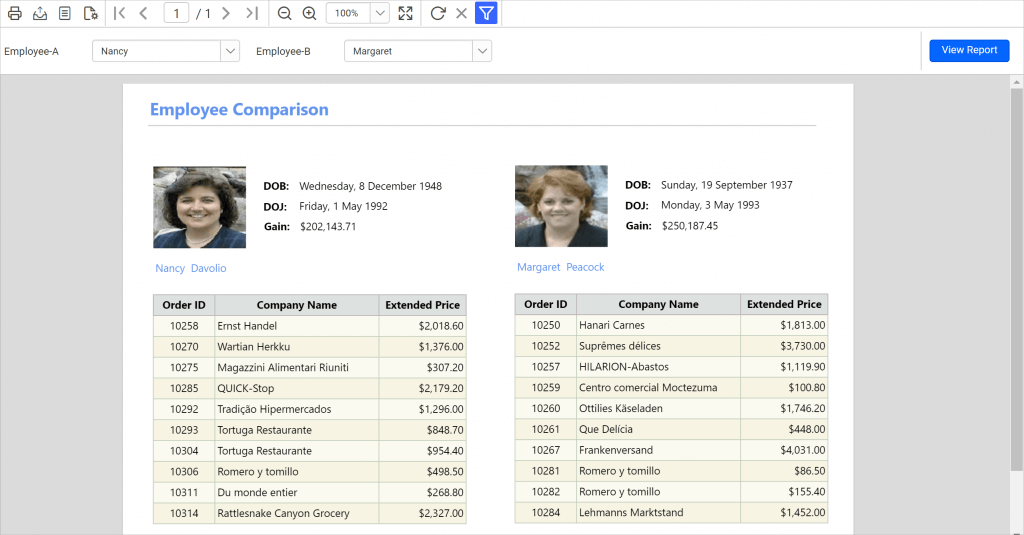 1 / 1 100%
Employee-A Nancy Employee-B Margaret View Report
Employee Comparison
DOB: Wednesday, 8 December 1948
DOJ: Friday, 1 May 1992
Gain: $202,143.71
Nancy Davolio
DOB: Sunday, 19 September 1937
DOJ: Monday, 3 May 1993
Gain: $250,187.45
Margaret Peacock
Order ID Company Name Extended Price
10258 Ernst Handel $2,018.60
10270 Wartian Herkku $1,376.00
10275 Magazzini Alimentari Riuniti $307.20
10285 QUICK-Stop $2,179.20
10292 Tradição Hipermercados $1,296.00
10293 Tortuga Restaurante $848.70
10304 Tortuga Restaurante $954.40
10306 Romero y tomillo $498.50
10311 Du monde entier $268.80
10314 Rattlesnake Canyon Grocery $2,327.00
Order ID Company Name Extended Price
10250 Hanari Carnes $1,813.00
10252 Suprêmes délices $3,730.00
10257 HILARION-Abastos $1,119.90
10259 Centro comercial Moctezuma $100.80
10260 Ottilies Käseladen $1,746.20
10261 Que Delícia $448.00
10267 Frankenversand $4,031.00
10281 Romero y tomillo $86.50
10282 Romero y tomillo $155.40
10284 Lehmanns Marktstand $1,452.00